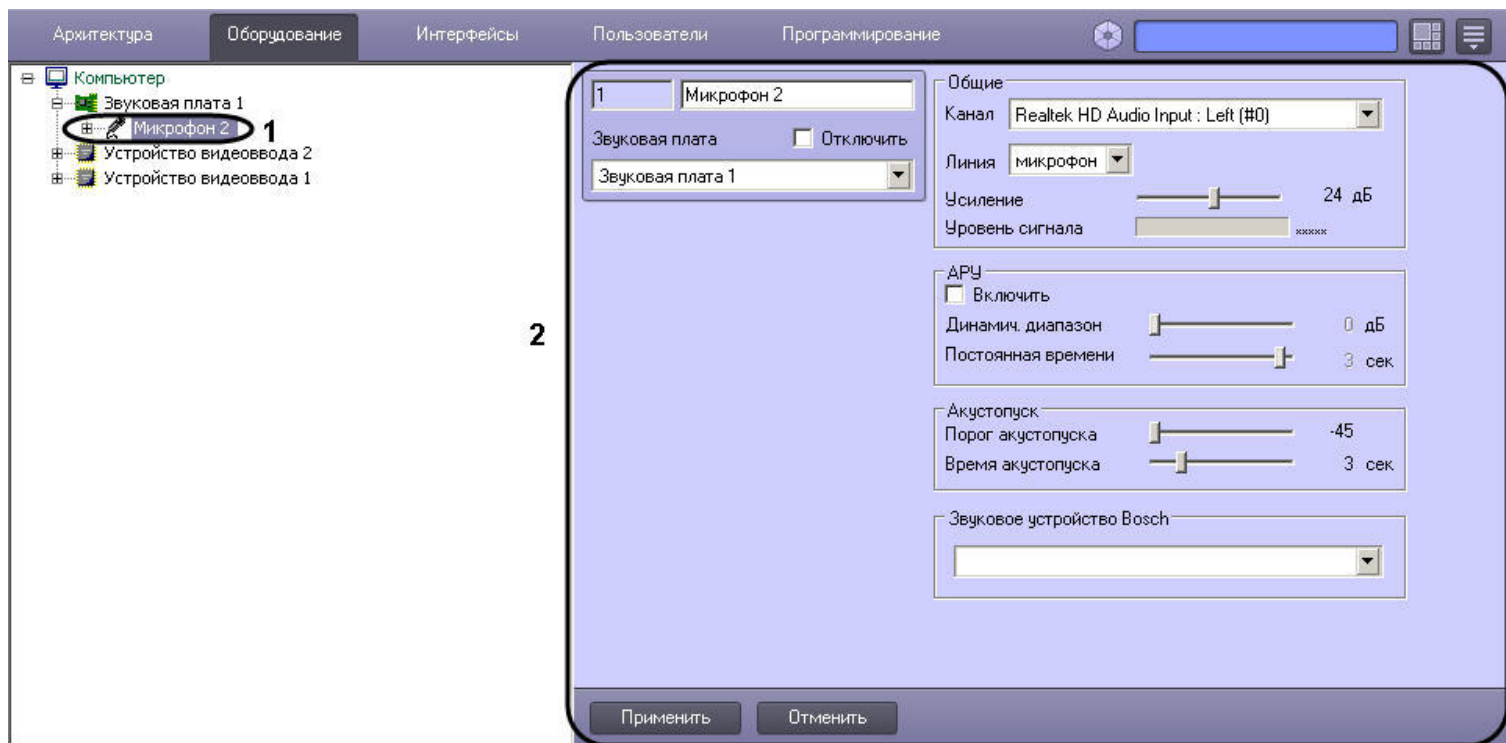 Архитектура
Оборудование
Интерфейсы
Пользователи
Программирование
Компьютер
Звуковая плата 1
Микрофон 2
1
Устройство видеоввода 2
Устройство видеоввода 1
2
1
Микрофон 2
Звуковая плата
Отключить
Звуковая плата 1
Общие
Канал
Realtek HD Audio Input : Left (#0)
Линия
микрофон
Усиление
24 дБ
Уровень сигнала
xxxxx
АРУ
Включить
Динамич. диапазон
0 дБ
Постоянная времени
3 сек
Акустопуск
Порог акустопуска
-45
Время акустопуска
3 сек
Звуковое устройство Bosch
Применить
Отменить